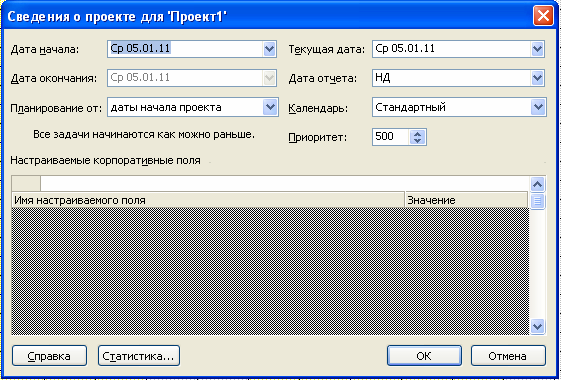 Сведения о проекте для 'Проект1'
Дата начала: Ср 05.01.11 Текущая дата: Ср 05.01.11
Дата окончания: Ср 05.01.11 Дата отчета: НД
Планирование от: даты начала проекта Календарь: Стандартный
Все задачи начинаются как можно раньше. Приоритет: 500
Настраиваемые корпоративные поля
Имя настраиваемого поля Значение
Справка Статистика... ОК Отмена